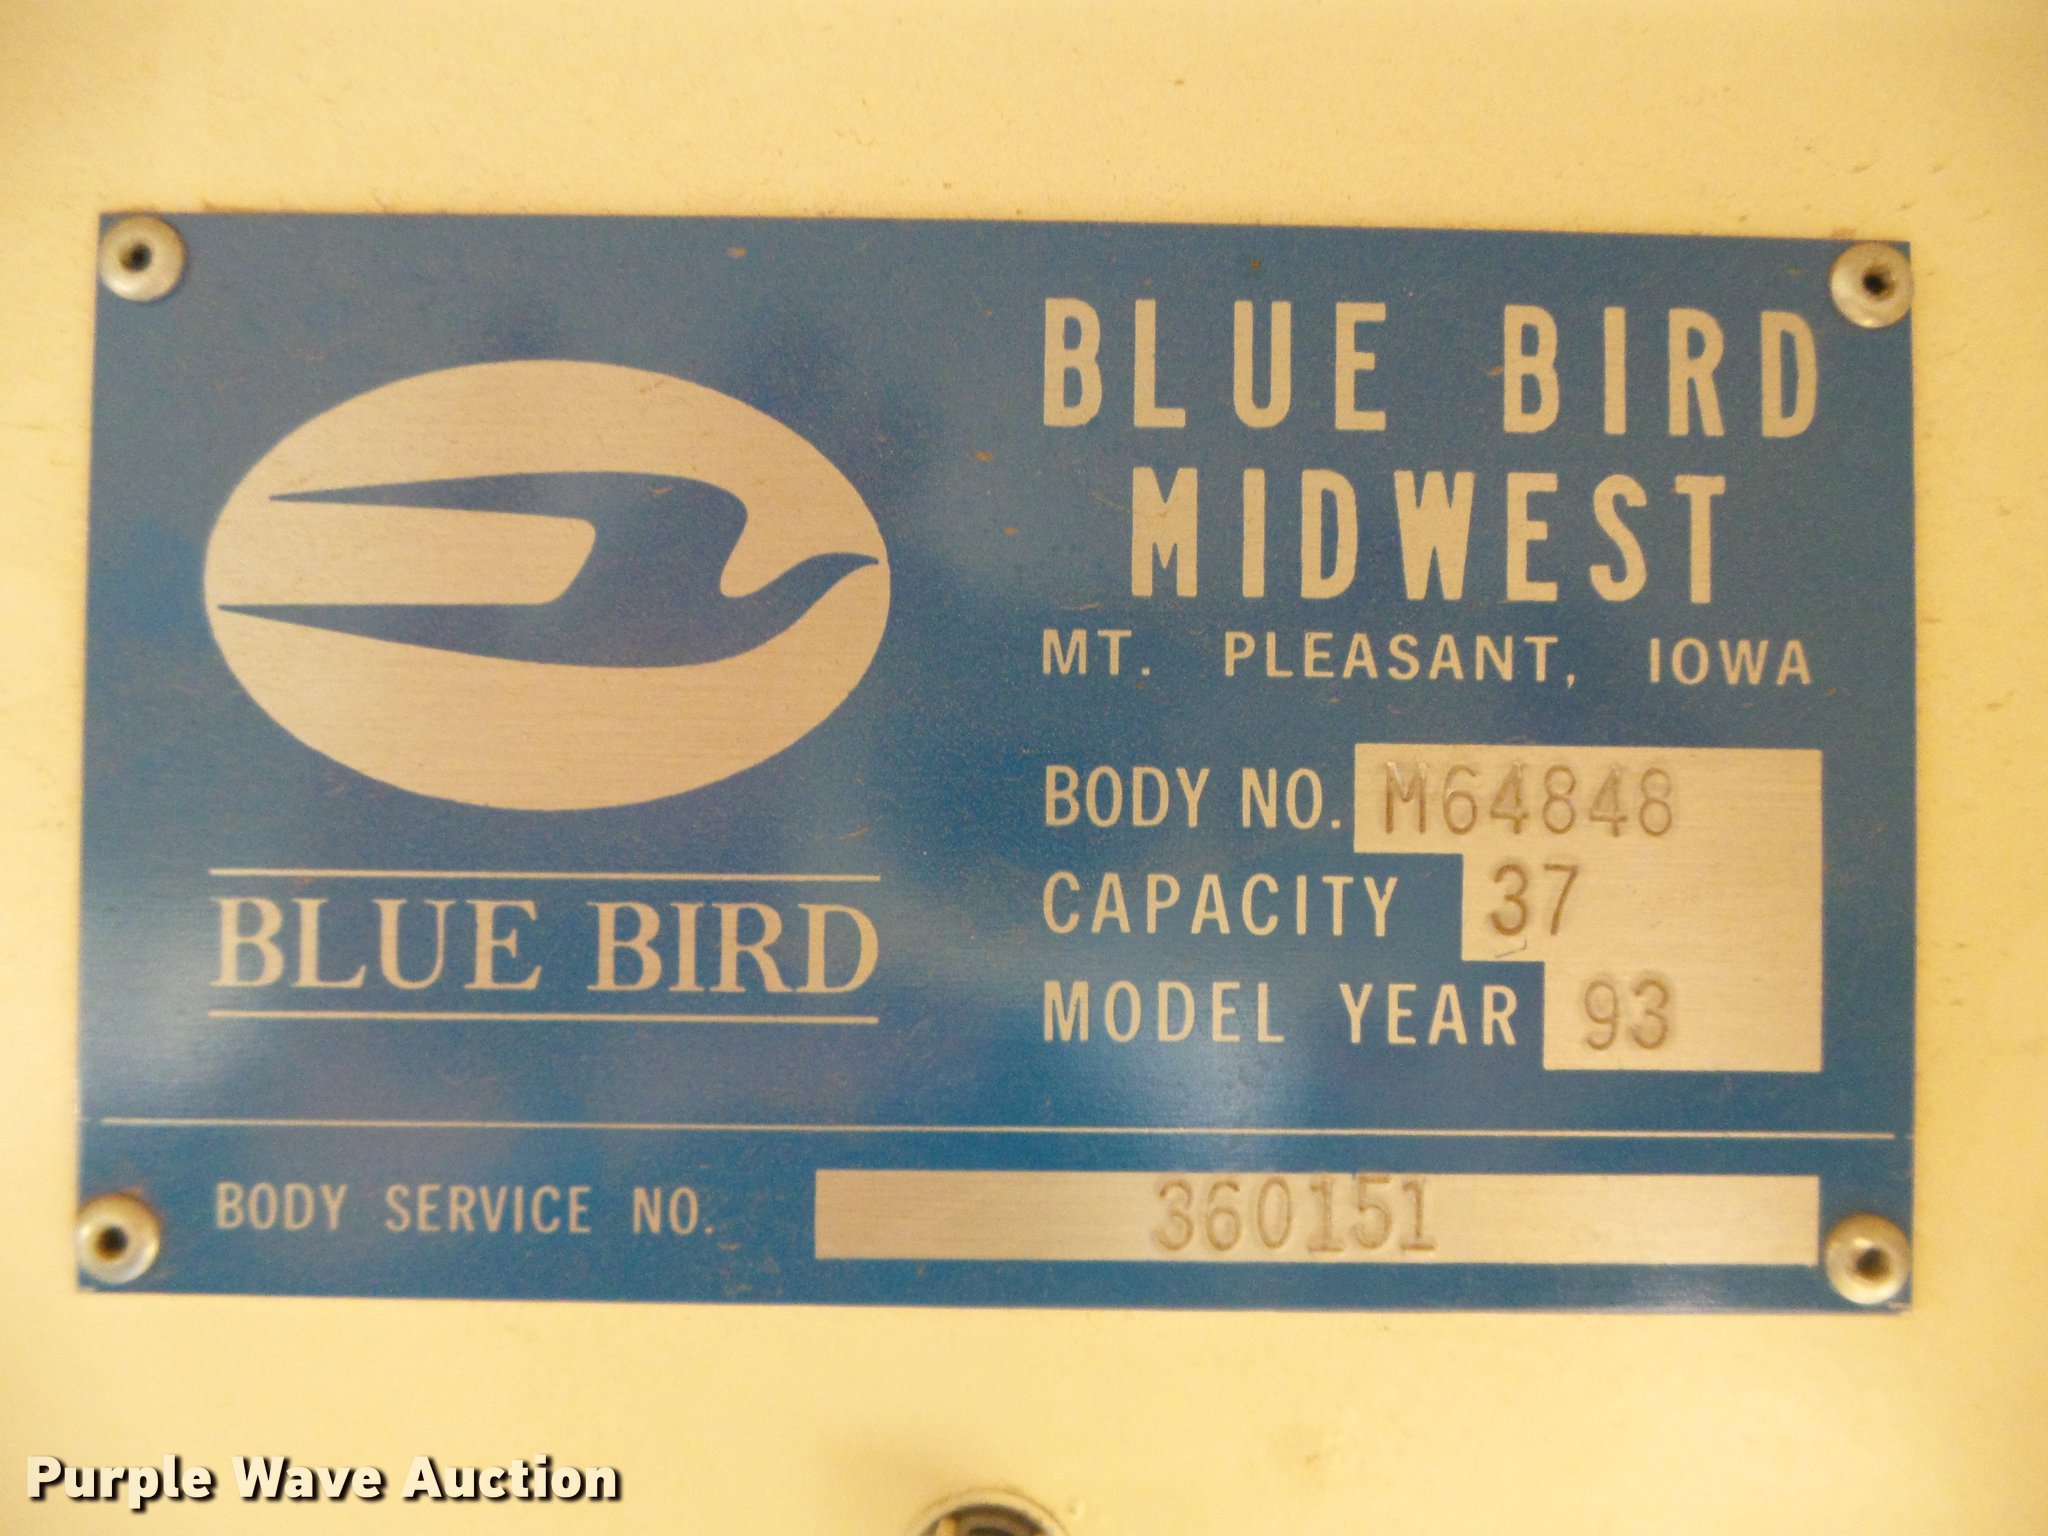 BLUE BIRD
MIDWEST
MT. PLEASANT, IOWA
BODY NO. M64848
CAPACITY 37
MODEL YEAR 93
BLUE BIRD
BODY SERVICE NO. 360151
Purple Wave Auction